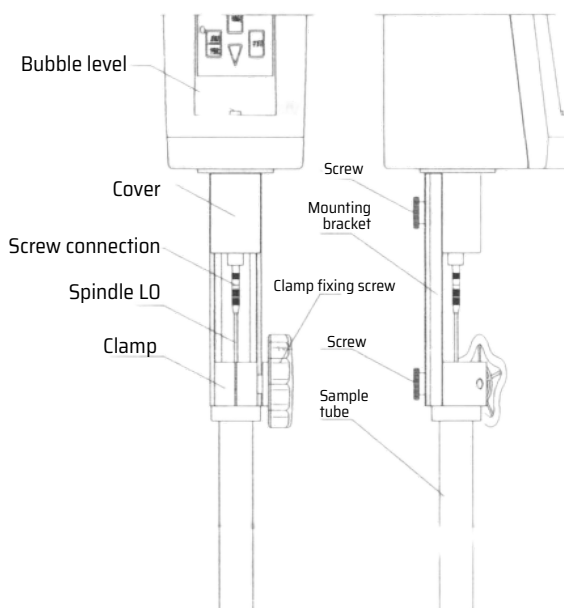 Bubble level
Cover
Screw connection
Spindle LO
Clamp
Clamp fixing screw
Screw
Mounting
bracket
Screw
Sample
tube